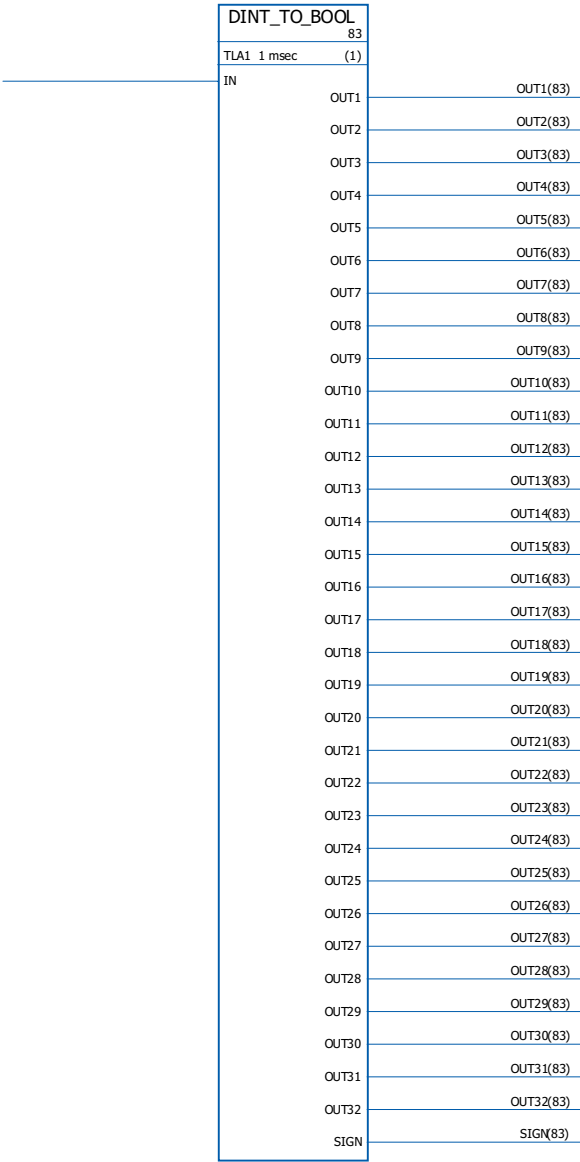 DINT_TO_BOOL
83
TLA1 1 msec (1)
IN
OUT1 OUT1(83)
OUT2 OUT2(83)
OUT3 OUT3(83)
OUT4 OUT4(83)
OUT5 OUT5(83)
OUT6 OUT6(83)
OUT7 OUT7(83)
OUT8 OUT8(83)
OUT9 OUT9(83)
OUT10 OUT10(83)
OUT11 OUT11(83)
OUT12 OUT12(83)
OUT13 OUT13(83)
OUT14 OUT14(83)
OUT15 OUT15(83)
OUT16 OUT16(83)
OUT17 OUT17(83)
OUT18 OUT18(83)
OUT19 OUT19(83)
OUT20 OUT20(83)
OUT21 OUT21(83)
OUT22 OUT22(83)
OUT23 OUT23(83)
OUT24 OUT24(83)
OUT25 OUT25(83)
OUT26 OUT26(83)
OUT27 OUT27(83)
OUT28 OUT28(83)
OUT29 OUT29(83)
OUT30 OUT30(83)
OUT31 OUT31(83)
OUT32 OUT32(83)
SIGN SIGN(83)